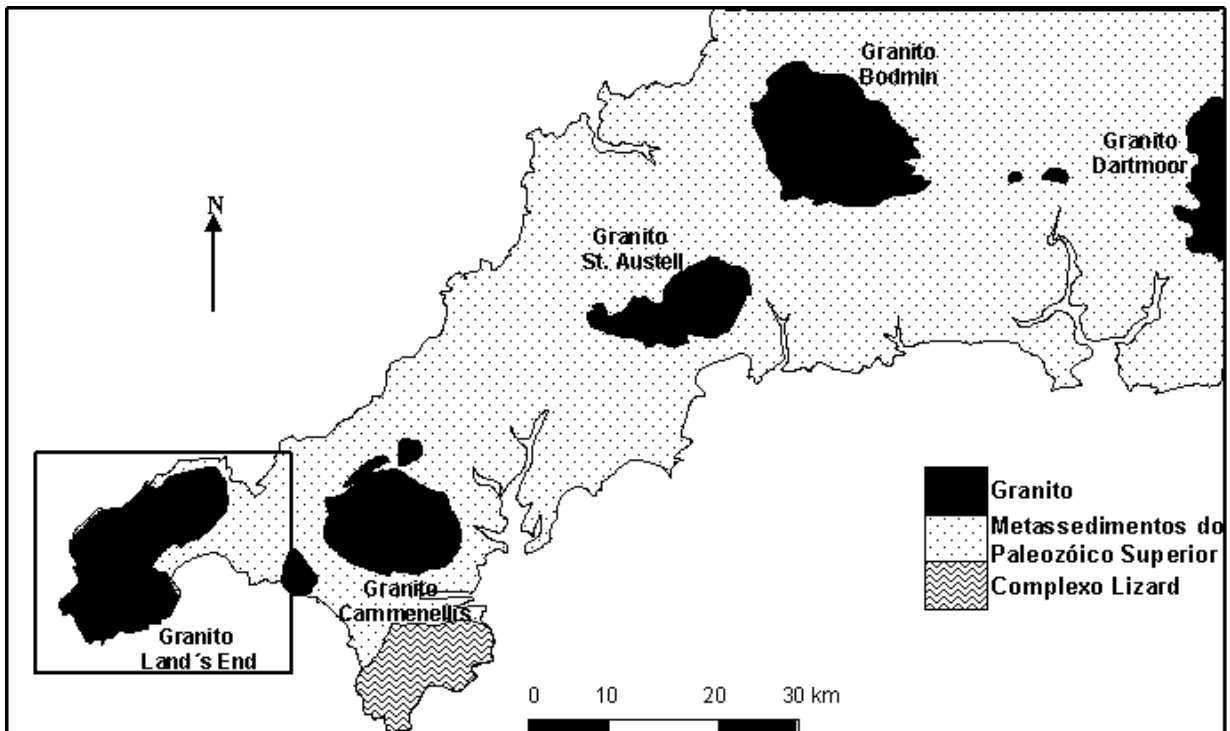 Granito
Bodmin
Granito
Dartmoor
N
Granito
St. Austell
Granito
Metassedimentos do
Paleozóico Superior
Complexo Lizard
Granito
Cammenellis
Granito
Land´s End
0 10 20 30 km